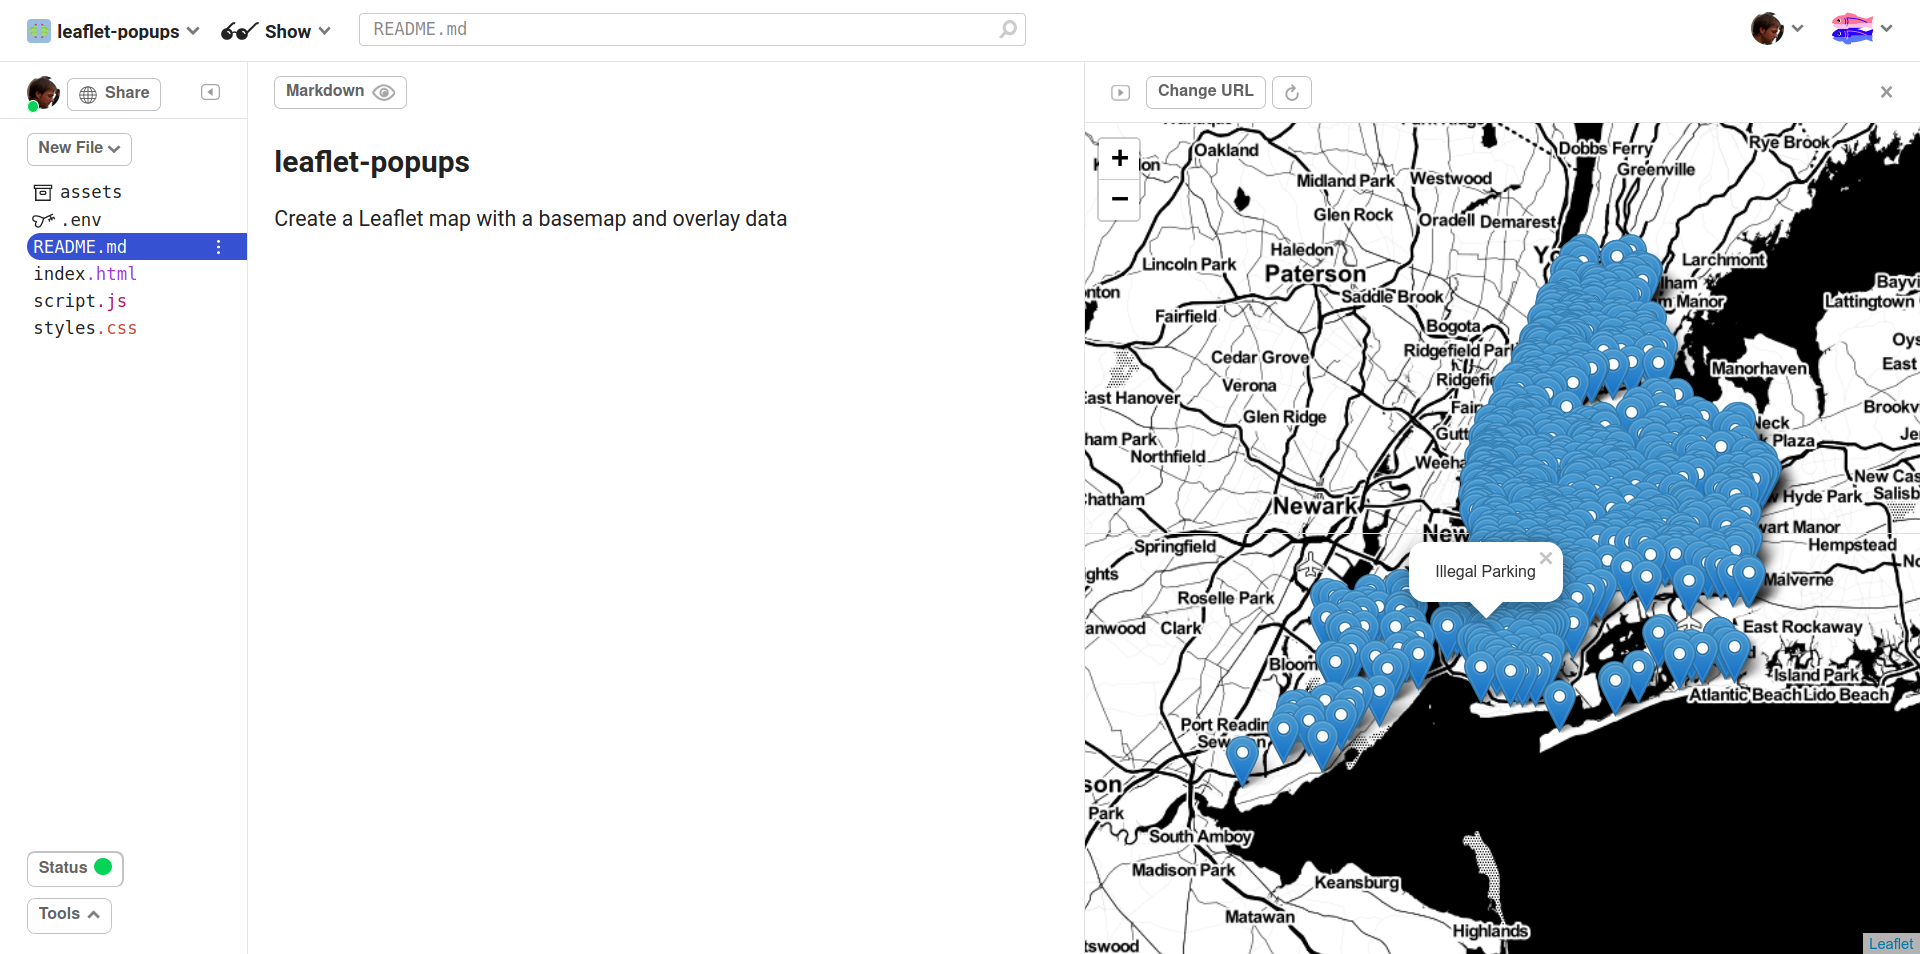 leaflet-popups
Show
README.md
Share
New File
assets
.env
README.md
index.html
script.js
styles.css
Status
Tools
Markdown
leaflet-popups
Create a Leaflet map with a basemap and overlay data
Change URL
+
−
Oakland
Dobbs Ferry
Rye Brook
Greenville
Midland Park
Westwood
Glen Rock
Oradell
Demarest
Haledon
Lincoln Park
Paterson
Larchmont
Saddle Brook
Lattingtown
Fairfield
Bogota
Cedar Grove
Verona
Manorhaven
East
Glen Ridge
Northfield
Newark
Hyde Park
Springfield
Hempstead
Illegal Parking
Malverne
Roselle Park
Clark
East Rockaway
Island Park
Atlantic Beach
Lido Beach
South Amboy
Park
Madison Park
Keansburg
Matawan
Highlands
Leaflet